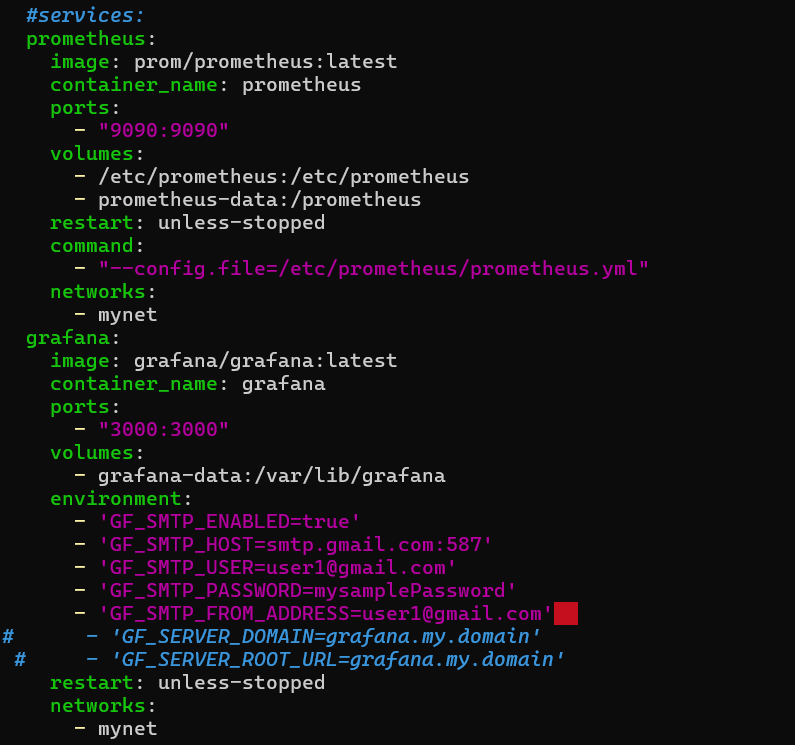 #services:
prometheus:
image: prom/prometheus:latest
container_name: prometheus
ports:
- "9090:9090"
volumes:
- /etc/prometheus:/etc/prometheus
- prometheus-data:/prometheus
restart: unless-stopped
command:
- "--config.file=/etc/prometheus/prometheus.yml"
networks:
- mynet
grafana:
image: grafana/grafana:latest
container_name: grafana
ports:
- "3000:3000"
volumes:
- grafana-data:/var/lib/grafana
environment:
- 'GF_SMTP_ENABLED=true'
- 'GF_SMTP_HOST=smtp.gmail.com:587'
- 'GF_SMTP_USER=user1@gmail.com'
- 'GF_SMTP_PASSWORD=mysamplePassword'
- 'GF_SMTP_FROM_ADDRESS=user1@gmail.com'
# - 'GF_SERVER_DOMAIN=grafana.my.domain'
# - 'GF_SERVER_ROOT_URL=grafana.my.domain'
restart: unless-stopped
networks:
- mynet